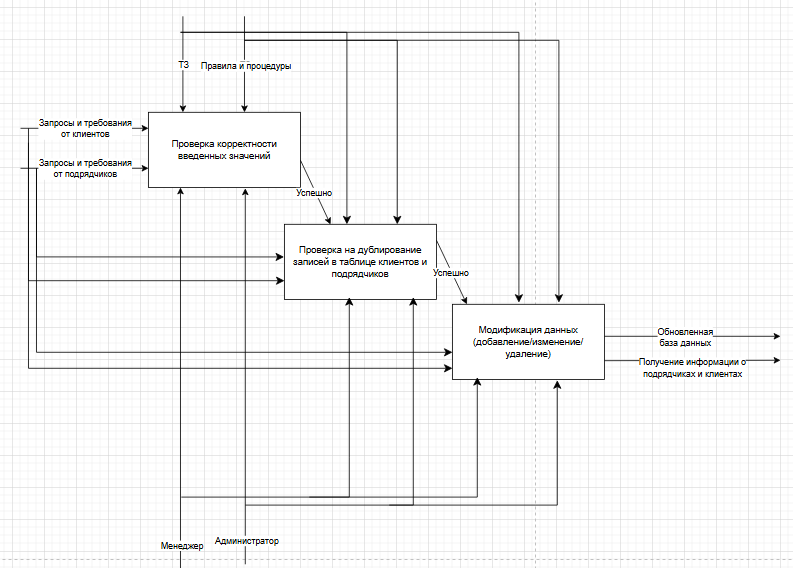 ТЗ
Правила и процедуры
Запросы и требования
от клиентов
Запросы и требования
от подрядчиков
Проверка корректности
введенных значений
Успешно
Проверка на дублирование
записей в таблице клиентов и
подрядчиков
Успешно
Модификация данных
(добавление/изменение/
удаление)
Обновленная
база данных
Получение информации о
подрядчиках и клиентах
Менеджер
Администратор